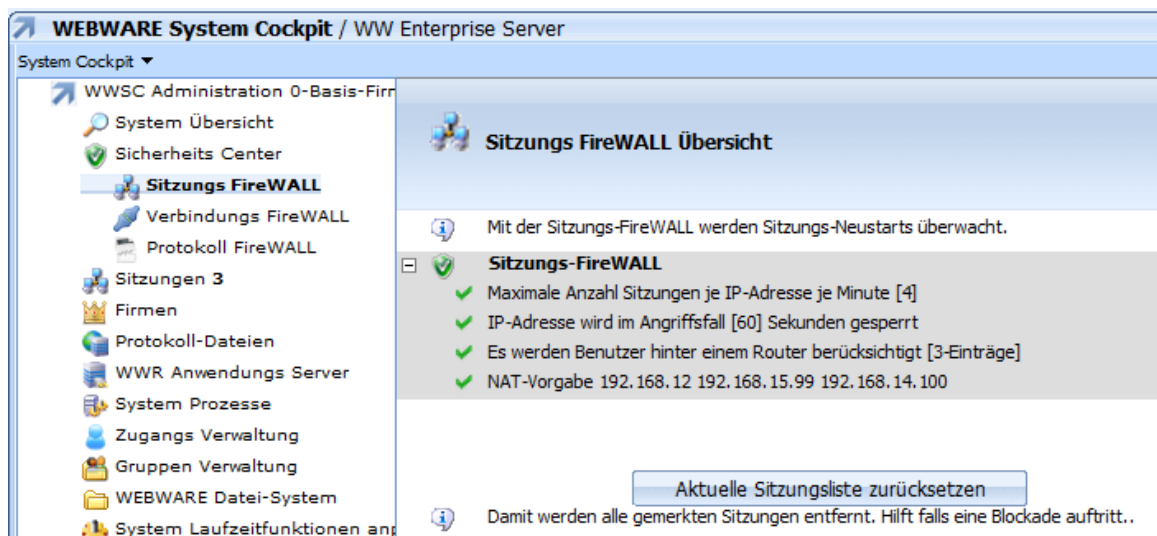 WEBWARE System Cockpit / WW Enterprise Server
System Cockpit
WWSC Administration 0-Basis-Firr
System Übersicht
Sicherheits Center
Sitzungs FireWALL
Verbindungs FireWALL
Protokoll FireWALL
Sitzungen 3
Firmen
Protokoll-Dateien
WWR Anwendungs Server
System Prozesse
Zugangs Verwaltung
Gruppen Verwaltung
WEBWARE Datei-System
System Laufzeitfunktionen
Sitzungs FireWALL Übersicht
Mit der Sitzungs-FireWALL werden Sitzungs-Neustarts überwacht.
Sitzungs-FireWALL
Maximale Anzahl Sitzungen je IP-Adresse je Minute [4]
IP-Adresse wird im Angriffsfall [60] Sekunden gesperrt
Es werden Benutzer hinter einem Router berücksichtigt [3-Einträge]
NAT-Vorgabe 192.168.12 192.168.15.99 192.168.14.100
Aktuelle Sitzungsliste zurücksetzen
Damit werden alle gemerkten Sitzungen entfernt. Hilft falls eine Blockade auftritt..